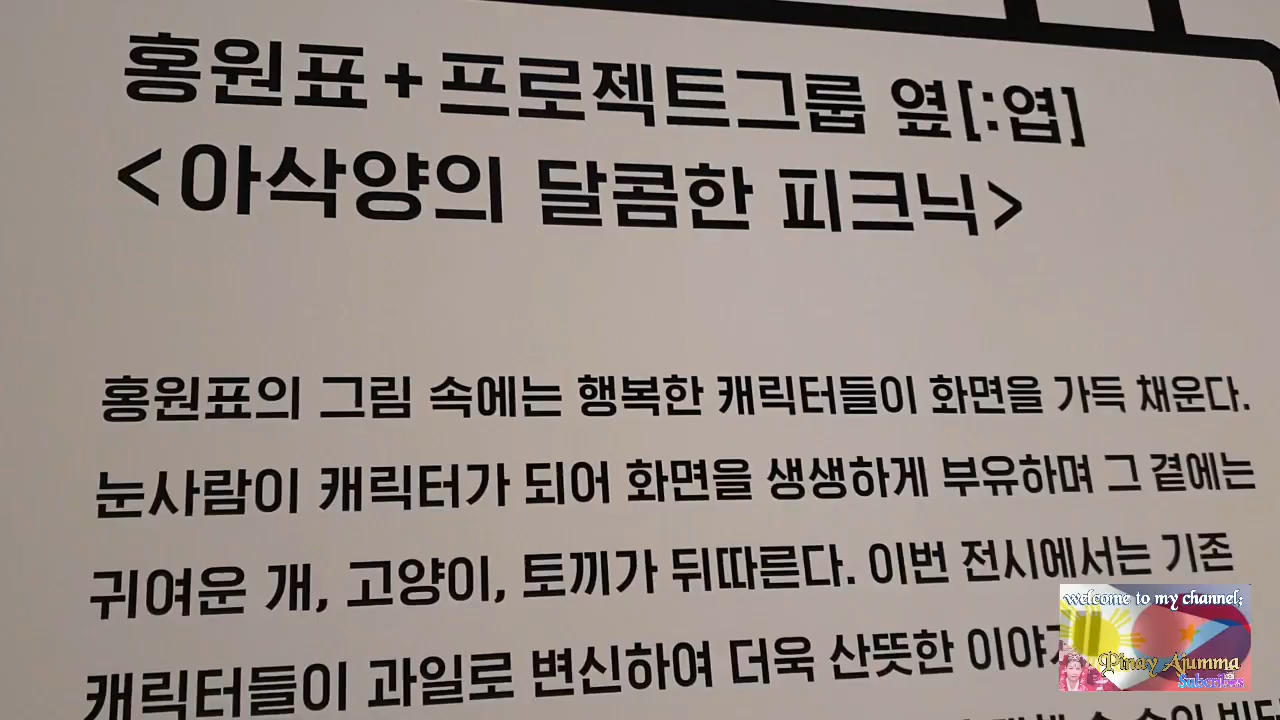 홍원표+프로젝트그룹 옆[:엽]
<아삭양의 달콤한 피크닉>
홍원표의 그림 속에는 행복한 캐릭터들이 화면을 가득 채운다.
눈사람이 캐릭터가 되어 화면을 생생하게 부유하며 그 곁에는
귀여운 개, 고양이, 토끼가 뒤따른다. 이번 전시에서는 기존
캐릭터들이 과일로 변신하여 더욱 산뜻한
welcome to my channel;
Pinay Ajumma
Subcribes